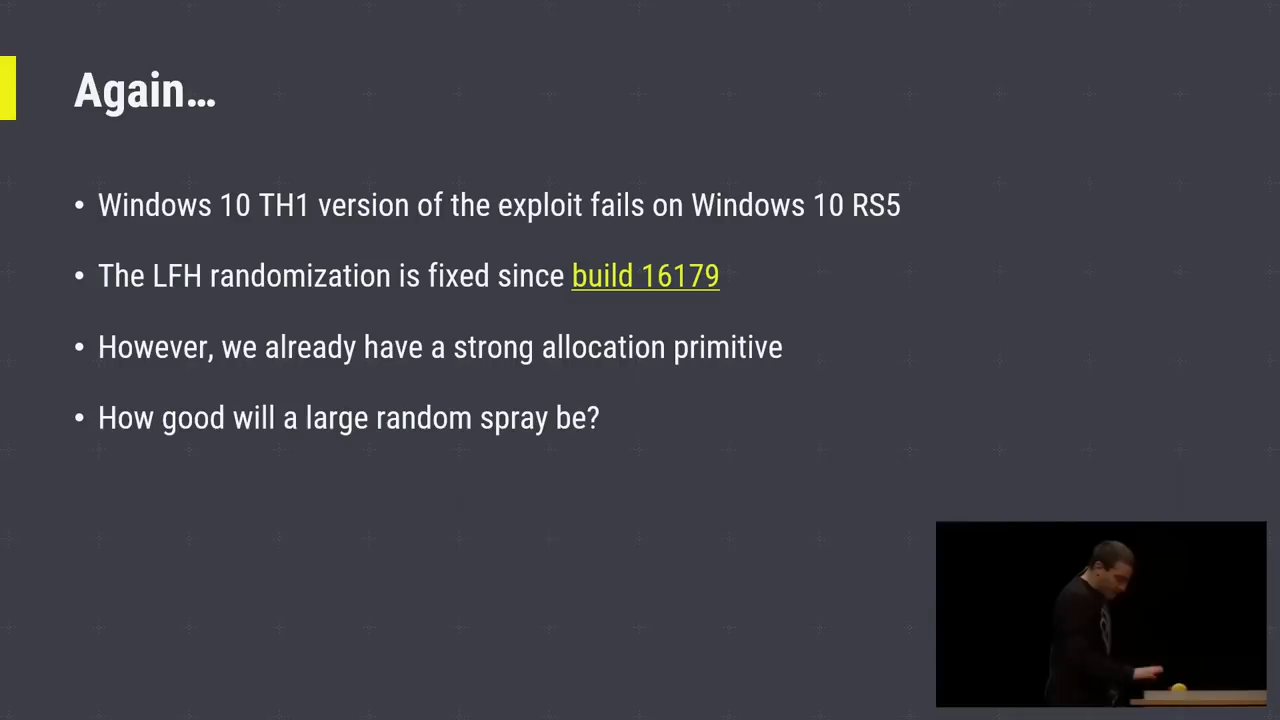 Again…
• Windows 10 TH1 version of the exploit fails on Windows 10 RS5
• The LFH randomization is fixed since build 16179
• However, we already have a strong allocation primitive
• How good will a large random spray be?